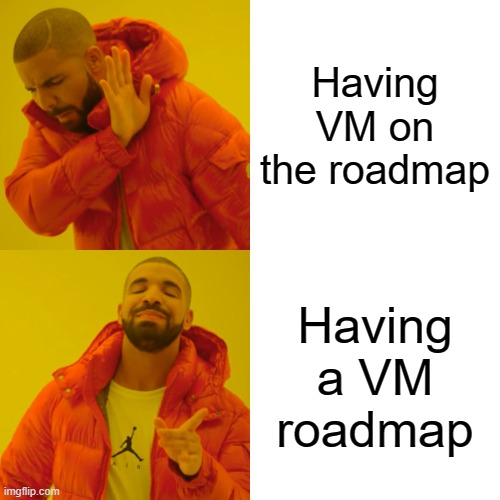 Having
VM on
the roadmap
Having
a VM
roadmap
imgflip.com